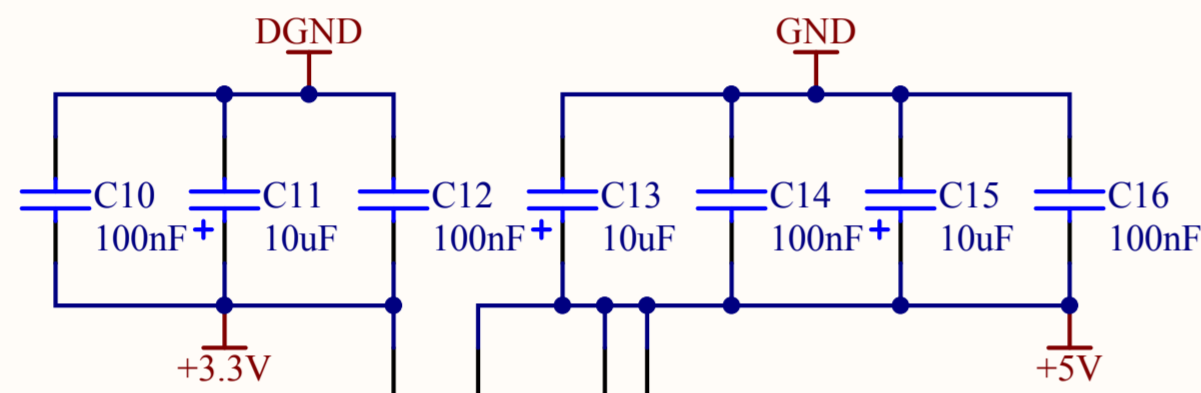 DGND
GND
C10
C11
C12
C13
C14
C15
C16
100nF
+
10uF
100nF
+
10uF
100nF
+
10uF
100nF
+3.3V
+5V